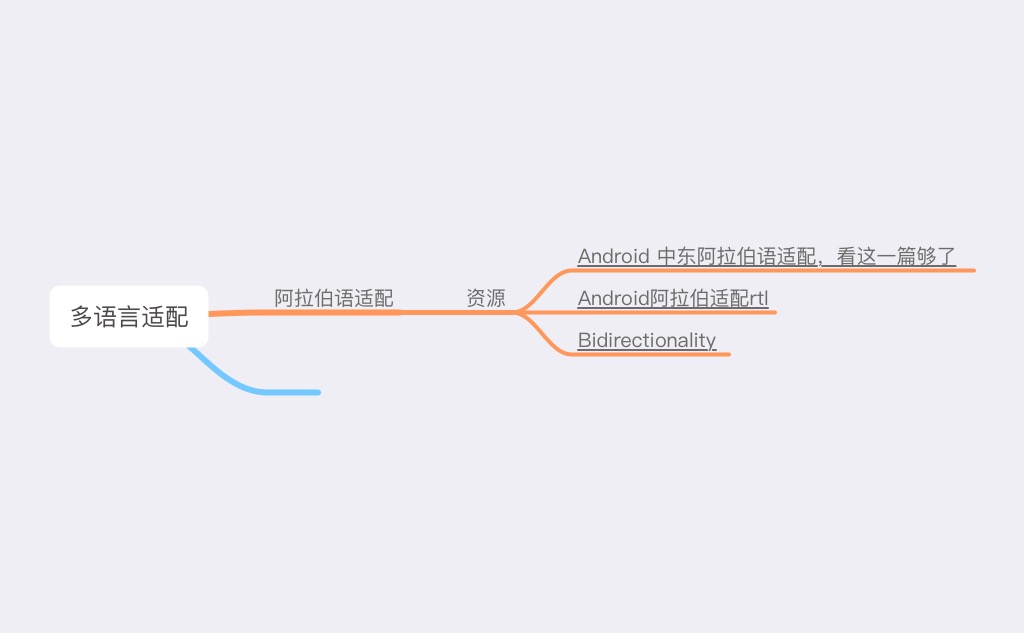 多语言适配
阿拉伯语适配
资源
Android 中东阿拉伯语适配，看这一篇够了
Android阿拉伯适配rtl
Bidirectionality